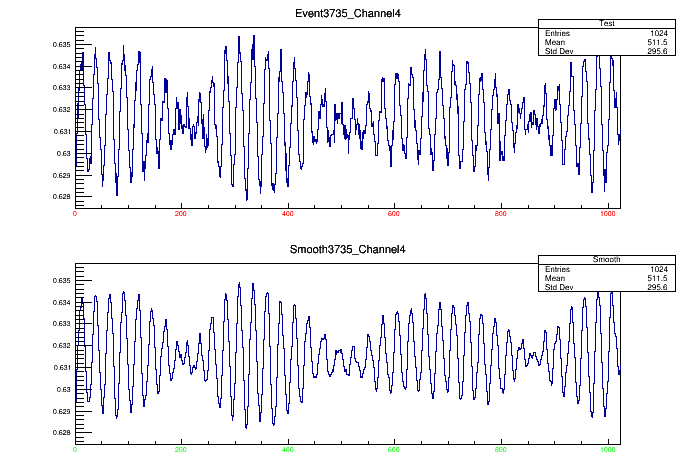 Event3735_Channel4
Test
Entries 1024
Mean 511.5
Std Dev 295.6
0.635
0.634
0.633
0.632
0.631
0.63
0.629
0.628
0 200 400 600 800 1000
Smooth3735_Channel4
Smooth
Entries 1024
Mean 511.5
Std Dev 295.6
0.635
0.634
0.633
0.632
0.631
0.63
0.629
0.628
0 200 400 600 800 1000